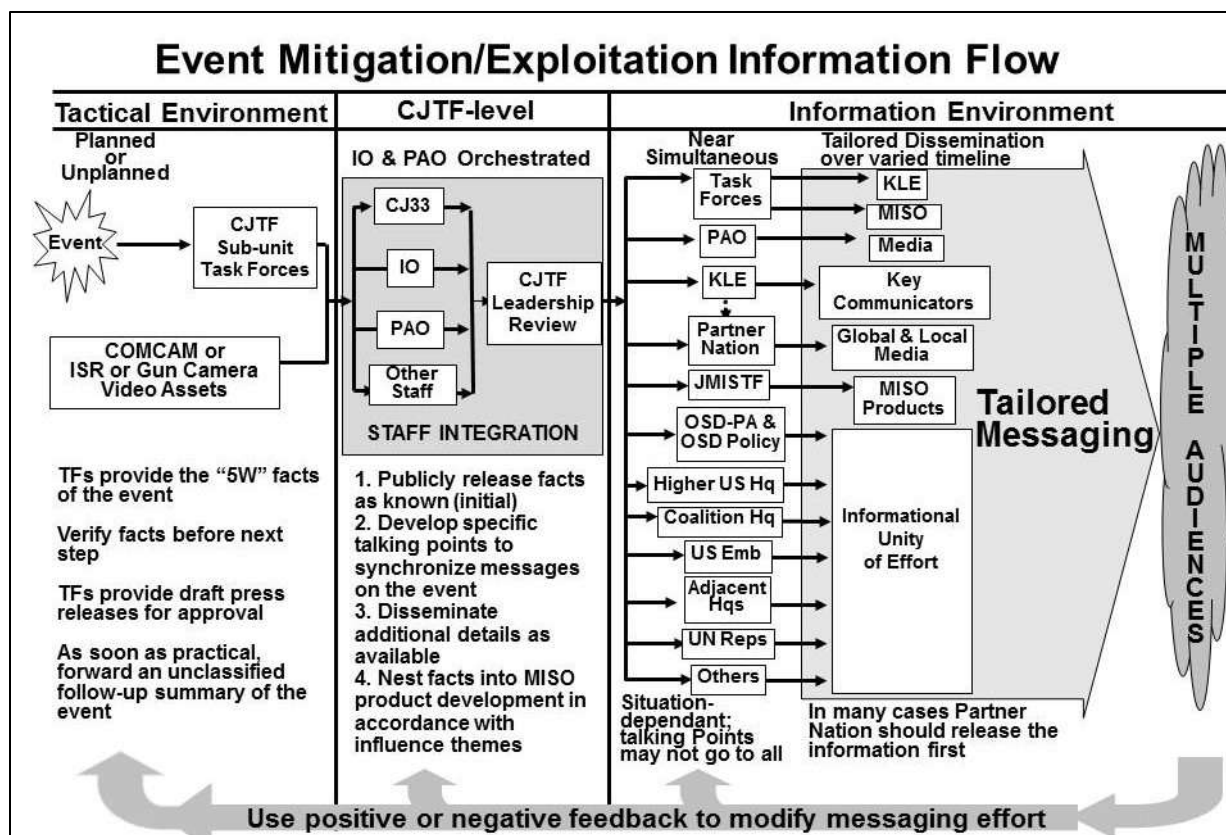 Event Mitigation/Exploitation Information Flow
Tactical Environment
CJTF-level
Information Environment
Planned
or
Unplanned
Event
CJTF
Sub-unit
Task Forces
COMCAM or
ISR or Gun Camera
Video Assets
TFs provide the “5W” facts
of the event
Verify facts before next
step
TFs provide draft press
releases for approval
As soon as practical,
forward an unclassified
follow-up summary of the
event
IO & PAO Orchestrated
CJ33
IO
PAO
Other
Staff
CJTF
Leadership
Review
STAFF INTEGRATION
1. Publicly release facts
as known (initial)
2. Develop specific
talking points to
synchronize messages
on the event
3. Disseminate
additional details as
available
4. Nest facts into MISO
product development in
accordance with
influence themes
Near
Simultaneous
Task
Forces
PAO
KLE
Partner
Nation
JMISTF
OSD-PA &
OSD Policy
Higher US Hq
Coalition Hq
US Emb
Adjacent
Hqs
UN Reps
Others
Situation-
dependant;
talking Points
may not go to all
Tailored Dissemination
over varied timeline
KLE
MISO
Media
Key
Communicators
Global & Local
Media
MISO
Products
Informational
Unity
of Effort
Tailored
Messaging
In many cases Partner
Nation should release the
information first
MULTIPLE AUDIENCES
Use positive or negative feedback to modify messaging effort